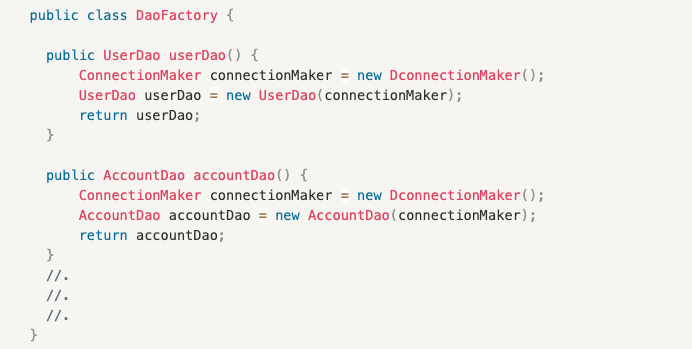 public class DaoFactory {
public UserDao userDao() {
ConnectionMaker connectionMaker = new DconnectionMaker();
UserDao userDao = new UserDao(connectionMaker);
return userDao;
}
public AccountDao accountDao() {
ConnectionMaker connectionMaker = new DconnectionMaker();
AccountDao accountDao = new AccountDao(connectionMaker);
return accountDao;
}
//.
//.
//.
}